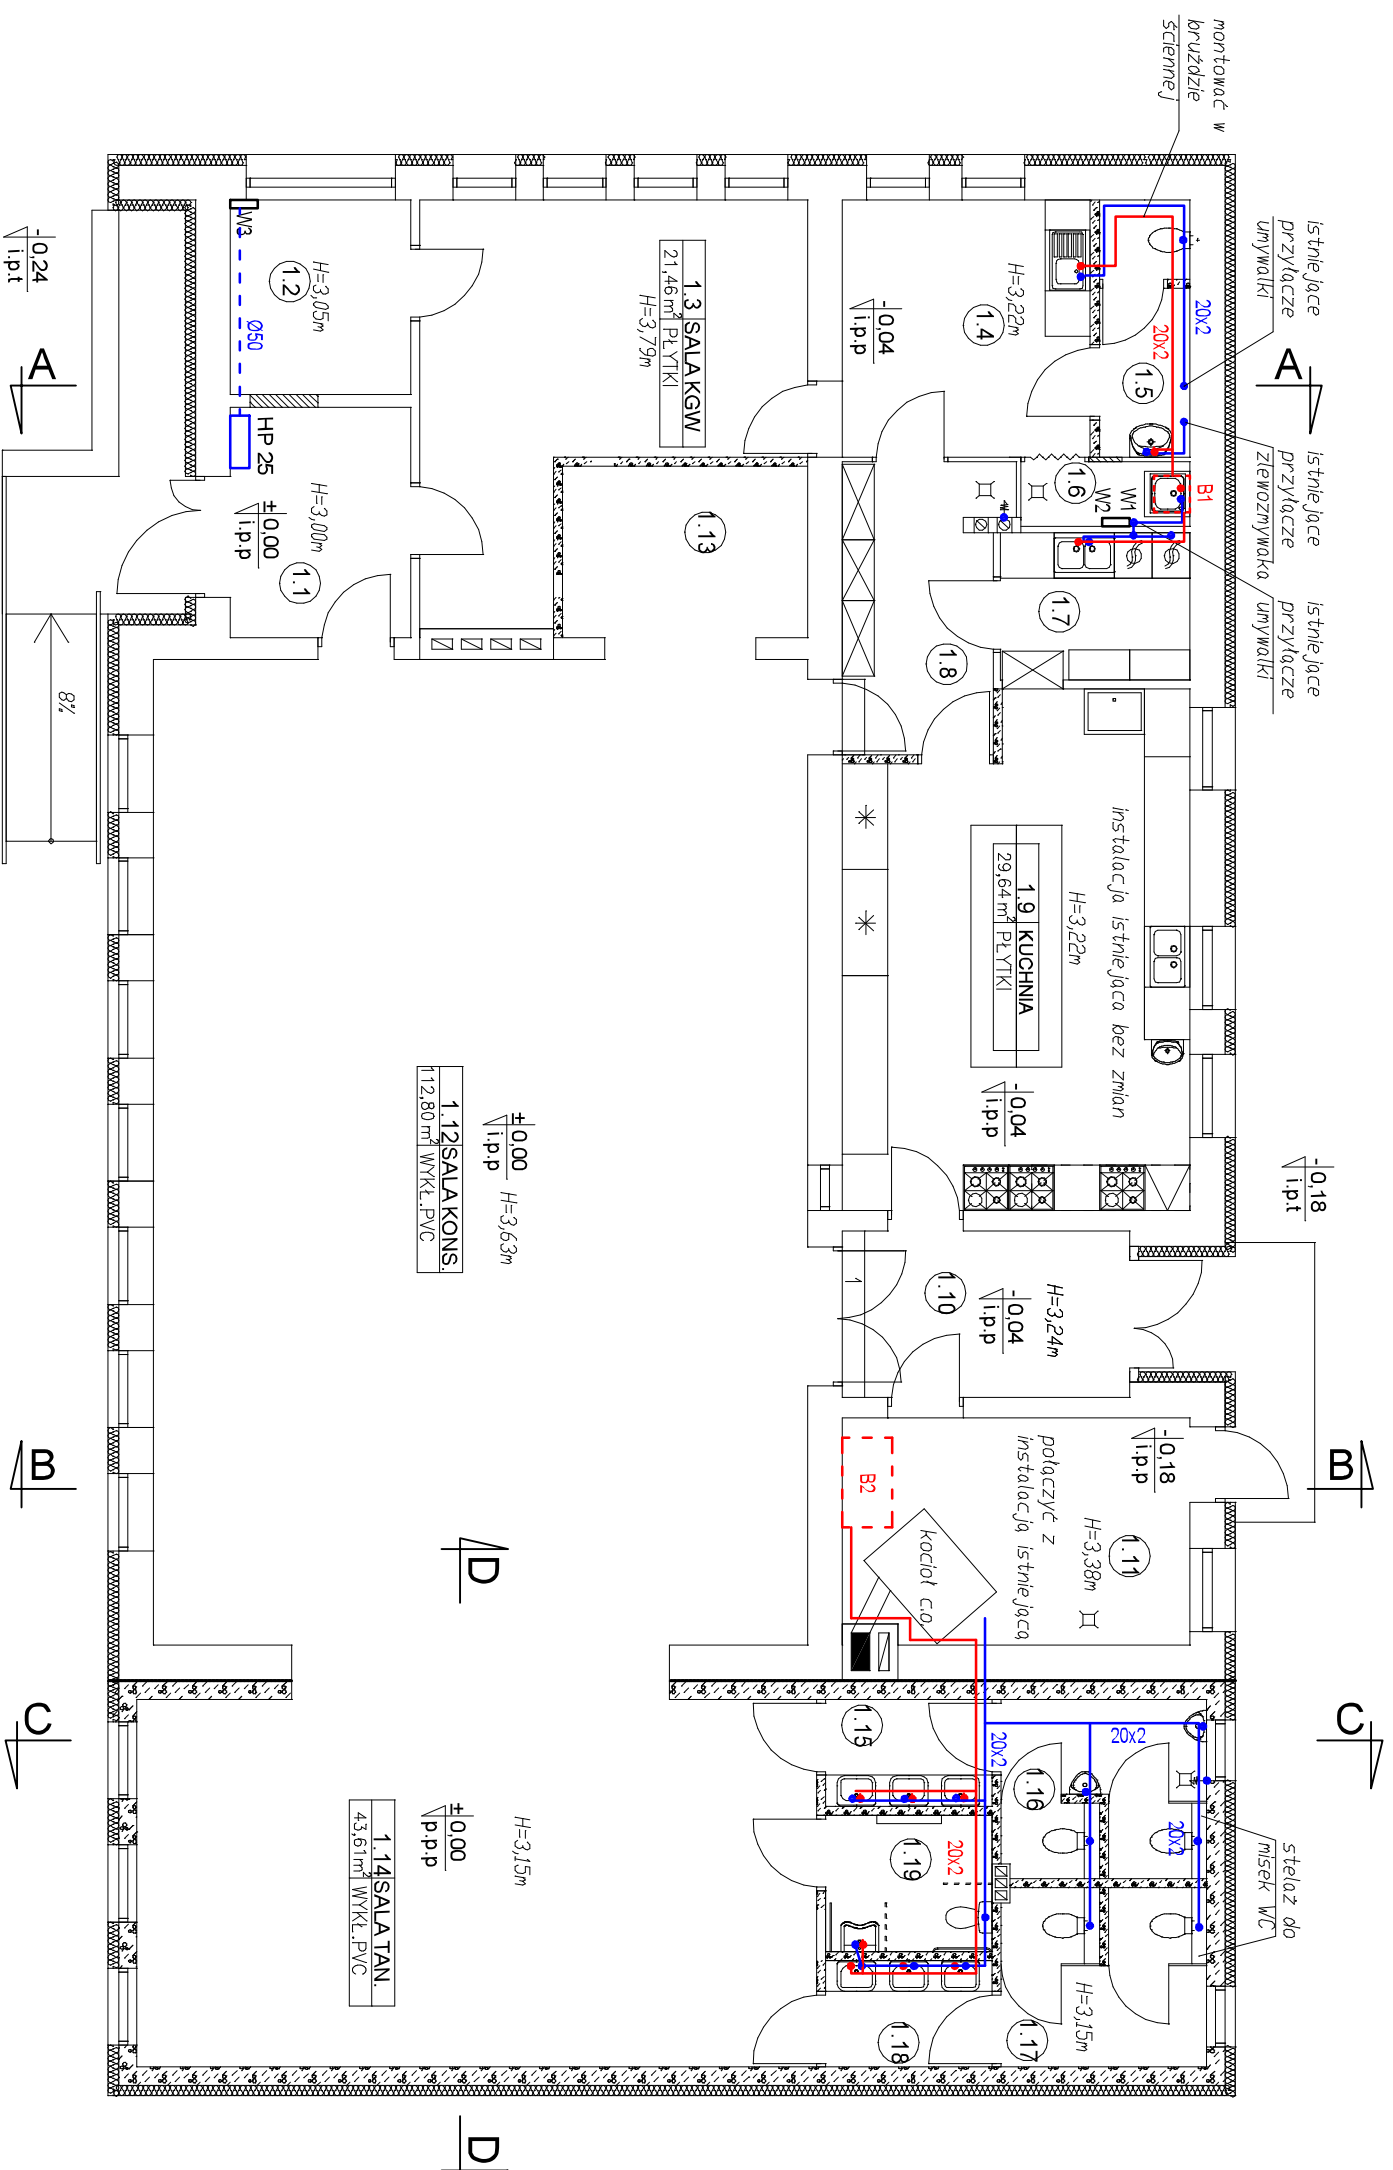 montować w
bruździe
ściennej
istniejące
przyłącze
umywalki
istniejące
przyłącze
zlewozmywaka
istniejące
przyłącze
umywalki
A
A
-0,24
i.p.t
W3
Ø50
HP 25
H=3,05m
1.2
H=3,00m
±0,00
i.p.p
1.1
8%
1.3 SALA KGW
21,46 m² PŁYTKI
H=3,79m
-0,04
i.p.p
H=3,22m
1.4
20x2
20x2
1.5
B1
1.6
W1
W2
1.7
1.8
1.13
instalacja istniejąca bez zmian
H=3,22m
1.9 KUCHNIA
29,64 m² PŁYTKI
-0,04
i.p.p
-0,18
i.p.t
1.12 SALA KONS.
112,80 m² WYKŁ.PVC
±0,00
i.p.p
H=3,63m
1
1.10
-0,04
i.p.p
H=3,24m
B
B
B2
połączyć z
instalacją istniejącą
-0,18
i.p.p
H=3,38m
1.11
kocioł c.o.
D
C
C
1.15
20x2
20x2
1.16
20x2
20x2
1.19
stelaż do
misek WC
H=3,15m
1.17
1.18
H=3,15m
±0,00
p.p.p
1.14 SALA TAN.
43,61 m² WYKŁ.PVC
D